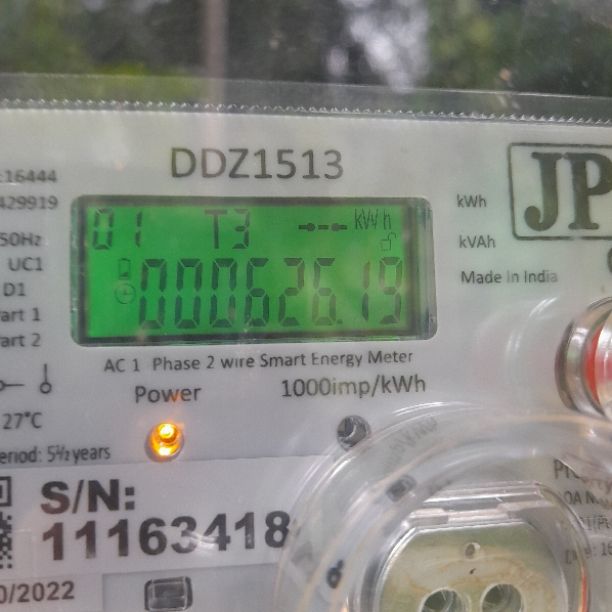 DDZ1513
:16444
429919
50Hz
UC1
D1
art 1
art 2
27°C
eriod: 5½ years
01 T3 kWh
000626.19
kWh
kVAh
JP
Made in India
AC 1 Phase 2 wire Smart Energy Meter
Power 1000imp/kWh
S/N:
11163418
0/2022